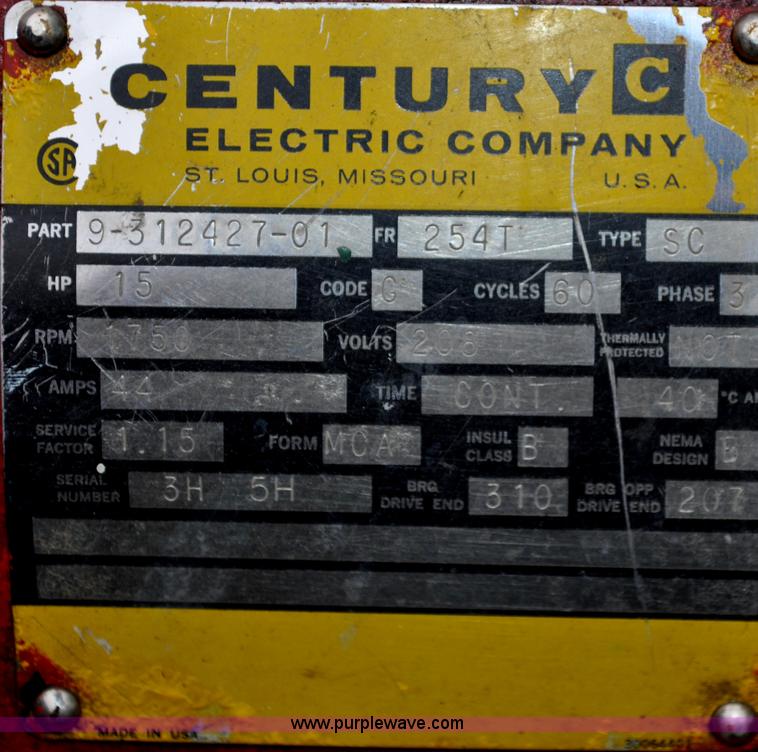 CENTURY C
ELECTRIC COMPANY
SA ST. LOUIS, MISSOURI U.S.A.
PART 9-312427-01 FR 254T TYPE SC
HP 15 CODE G CYCLES 60 PHASE 3
RPM 1750 VOLTS 208 THERMALLY PROTECTED NOT
AMPS 44 TIME CONT. 40 °C
SERVICE FACTOR 1.15 FORM MCA INSUL CLASS B NEMA DESIGN B
SERIAL NUMBER 3H 5H BRG DRIVE END 310 BRG OPP DRIVE END 207
www.purplewave.com
MADE IN USA